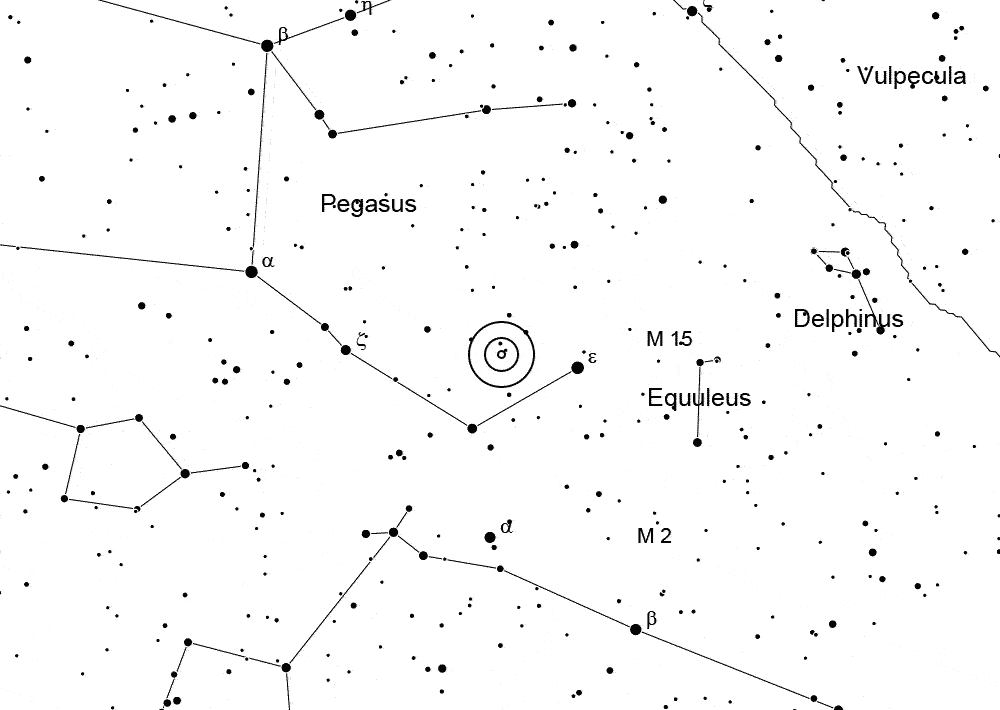 η
ζ
β
Vulpecula
Pegasus
α
Delphinus
ζ
M 15
ε
Equuleus
α
M 2
β